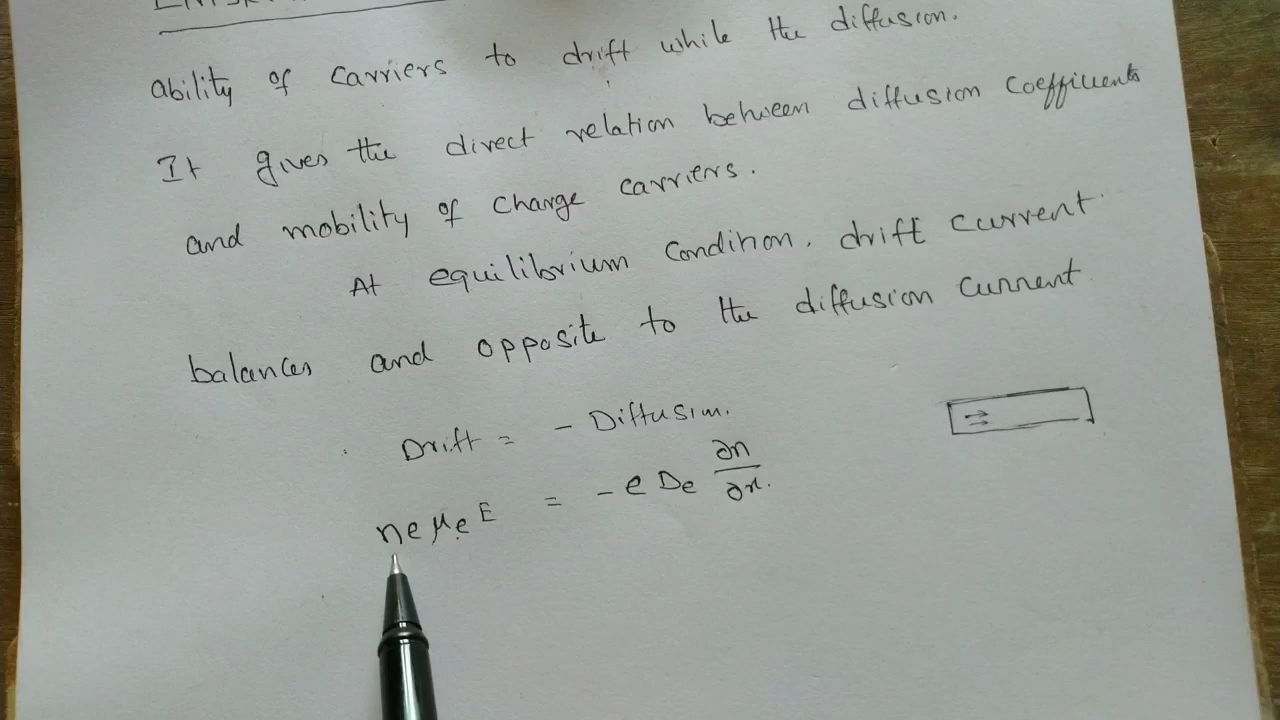 ability of carriers to drift while the diffusion.
It gives the direct relation between diffusion coefficients
and mobility of charge carriers.
At equilibrium condition, drift current
balances and opposite to the diffusion current.
Drift = - Diffusion.
neμeE = -eDe ∂n/∂x.